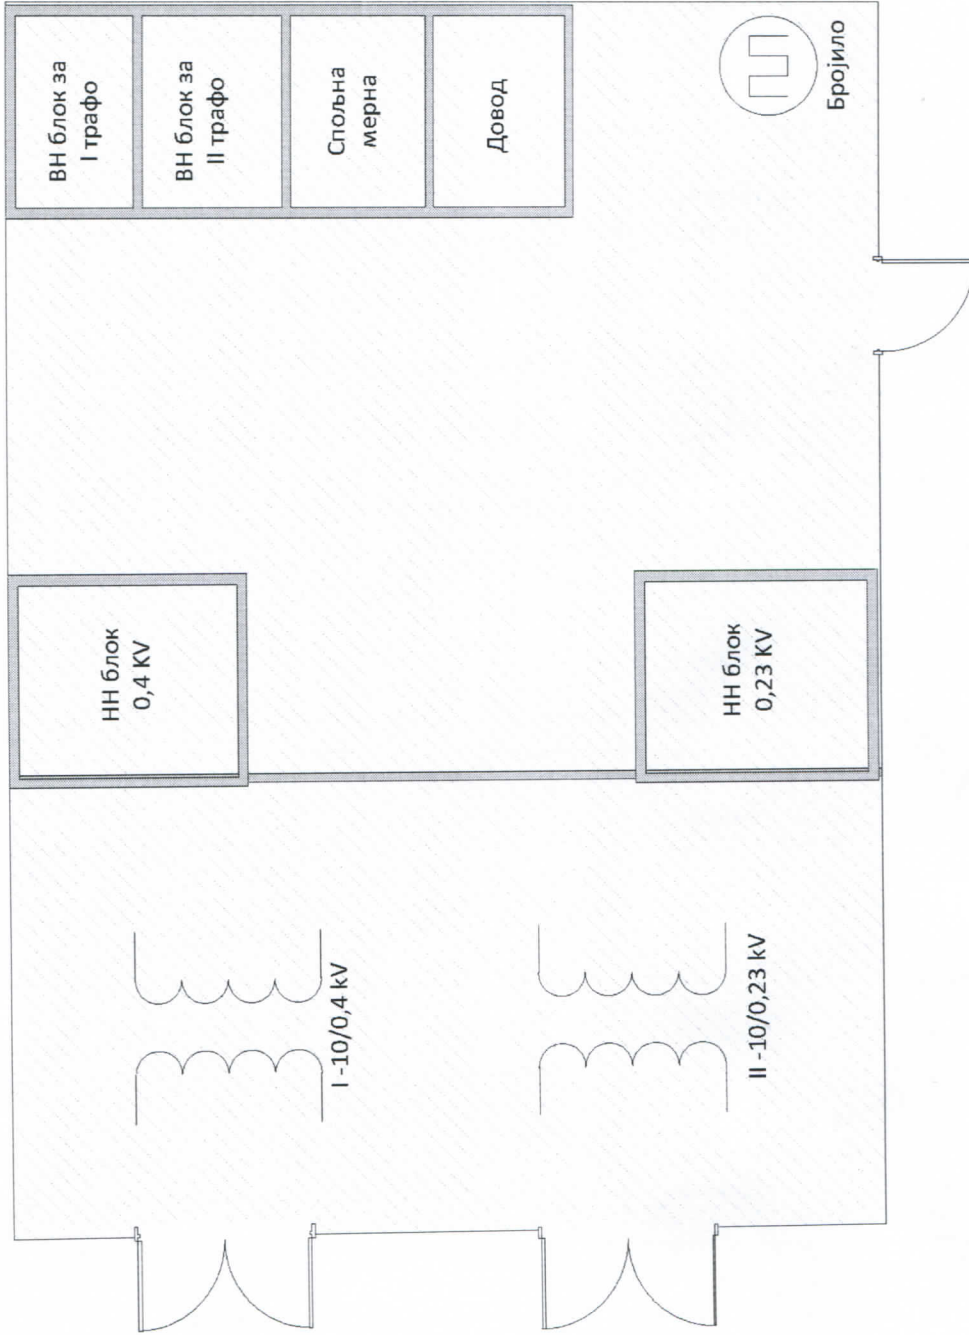 ВН блок за
I трафо
ВН блок за
II трафо
Спољна
мерна
Довод
Бројило
НН блок
0,4 KV
НН блок
0,23 KV
I -10/0,4 kV
II -10/0,23 kV